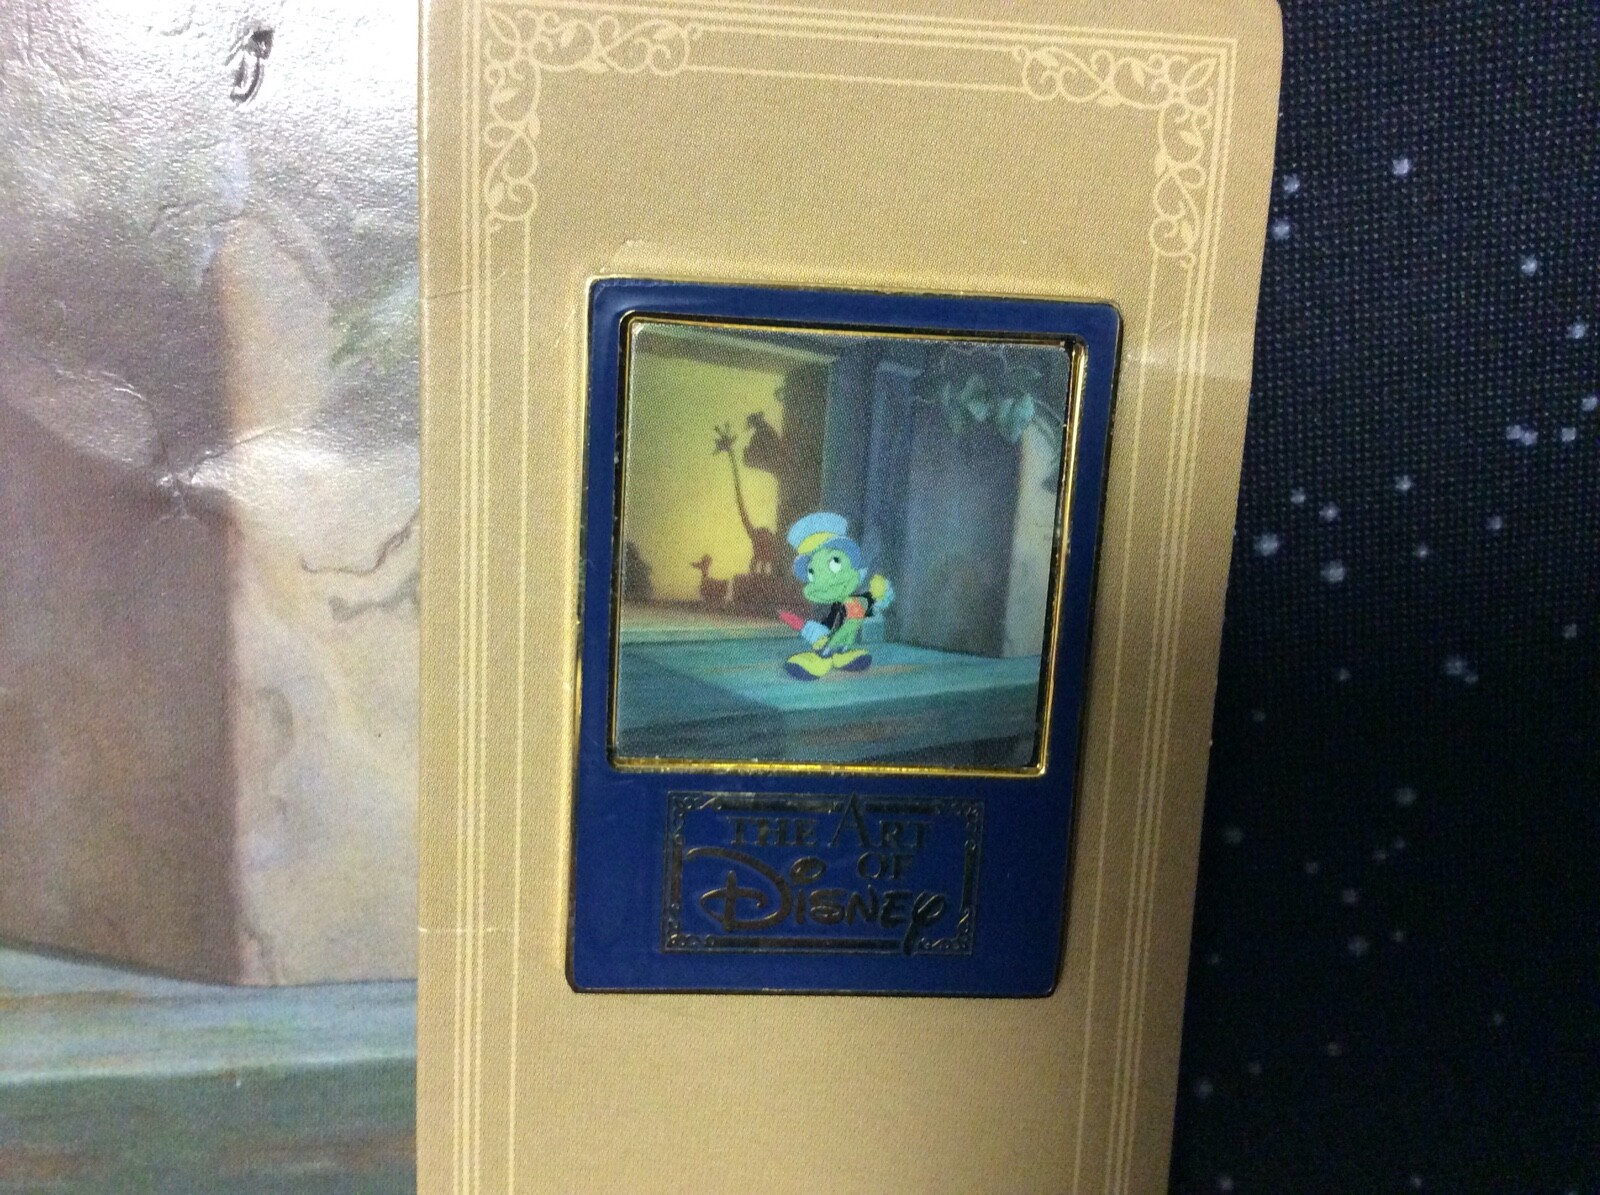 THE ART
OF
Disney